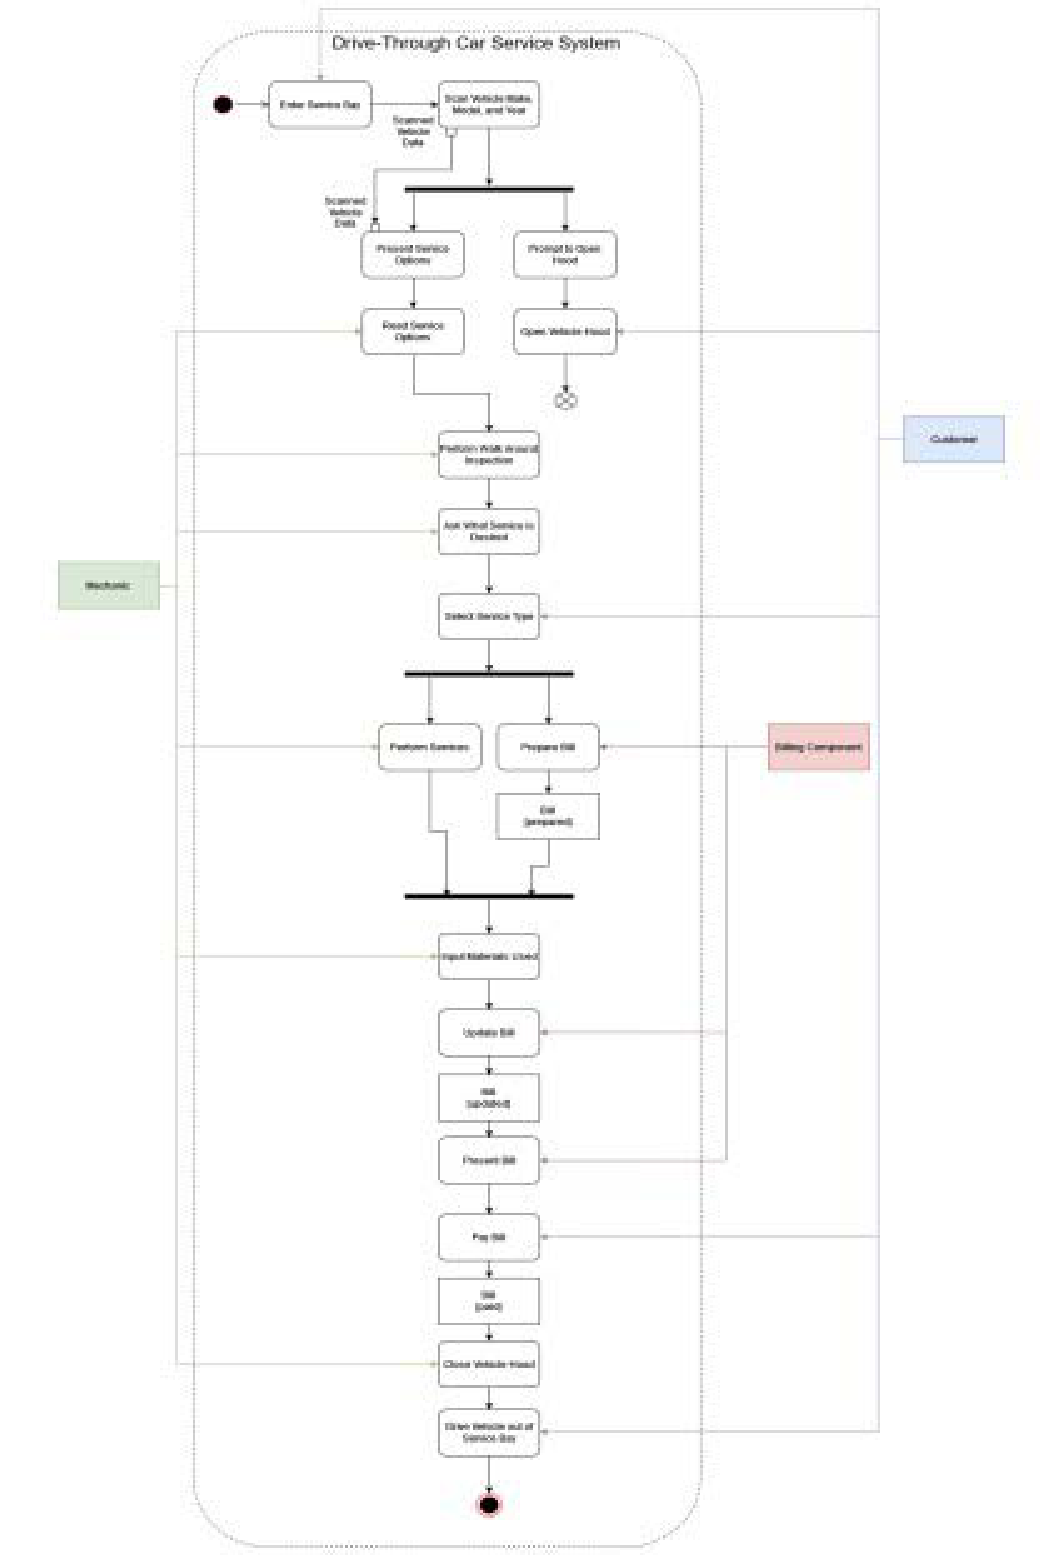 Drive-Through Car Service System
Enter Service Bay
Scan Vehicle Make,
Model, and Year
Scanned
Vehicle
Data
Scanned
Vehicle
Data
Present Service
Options
Prompt to Open
Hood
Read Service
Options
Open Vehicle Hood
Customer
Perform Walk Around
Inspection
Ask What Service is
Desired
Mechanic
Select Service Type
Perform Services
Prepare Bill
Billing Component
Bill
[prepared]
Input Materials Used
Update Bill
Bill
[updated]
Present Bill
Pay Bill
Bill
[paid]
Close Vehicle Hood
Drive Vehicle out of
Service Bay